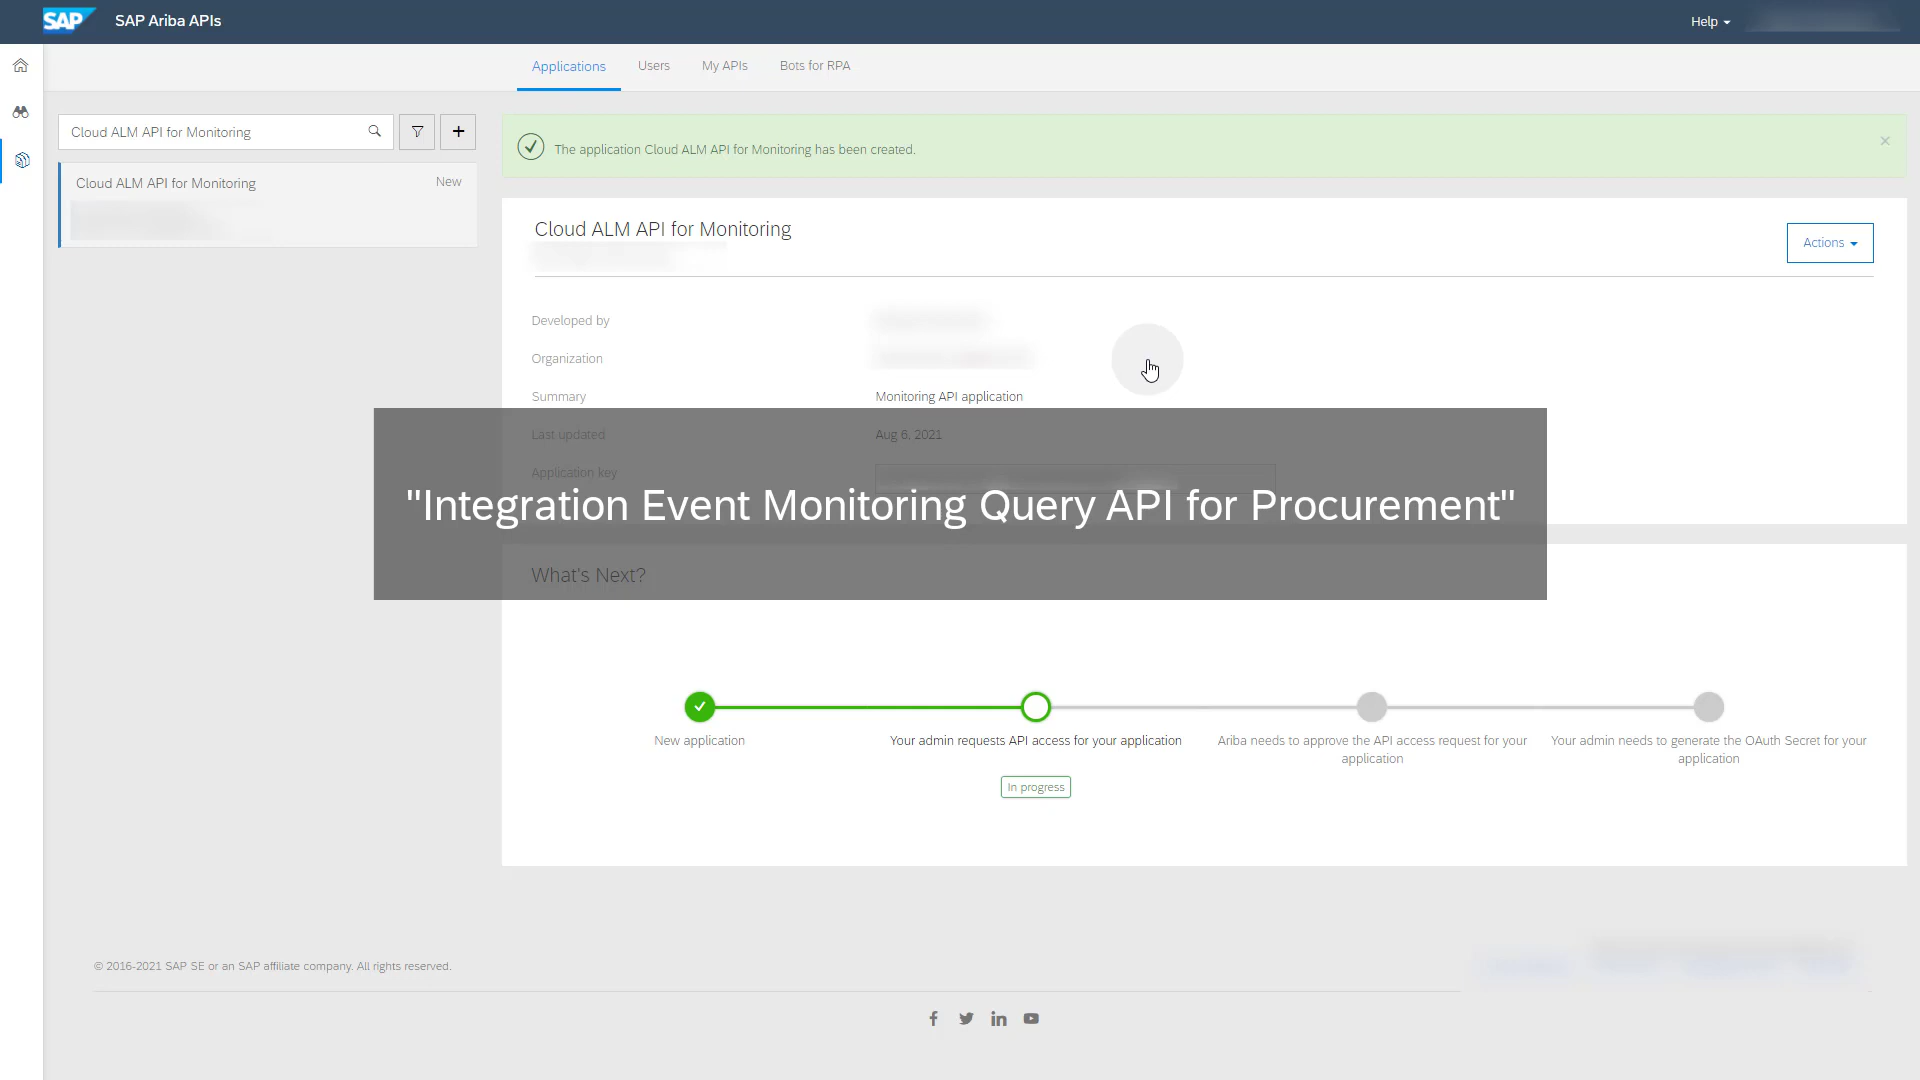 SAP
SAP Ariba APIs
Help
Applications
Users
My APIs
Bots for RPA
Cloud ALM API for Monitoring
Cloud ALM API for Monitoring
New
The application Cloud ALM API for Monitoring has been created.
Cloud ALM API for Monitoring
Actions
Developed by
Organization
Summary
Monitoring API application
Last updated
Aug 6, 2021
Application key
"Integration Event Monitoring Query API for Procurement"
What's Next?
New application
Your admin requests API access for your application
In progress
Ariba needs to approve the API access request for your
application
Your admin needs to generate the OAuth Secret for your
application
© 2016-2021 SAP SE or an SAP affiliate company. All rights reserved.